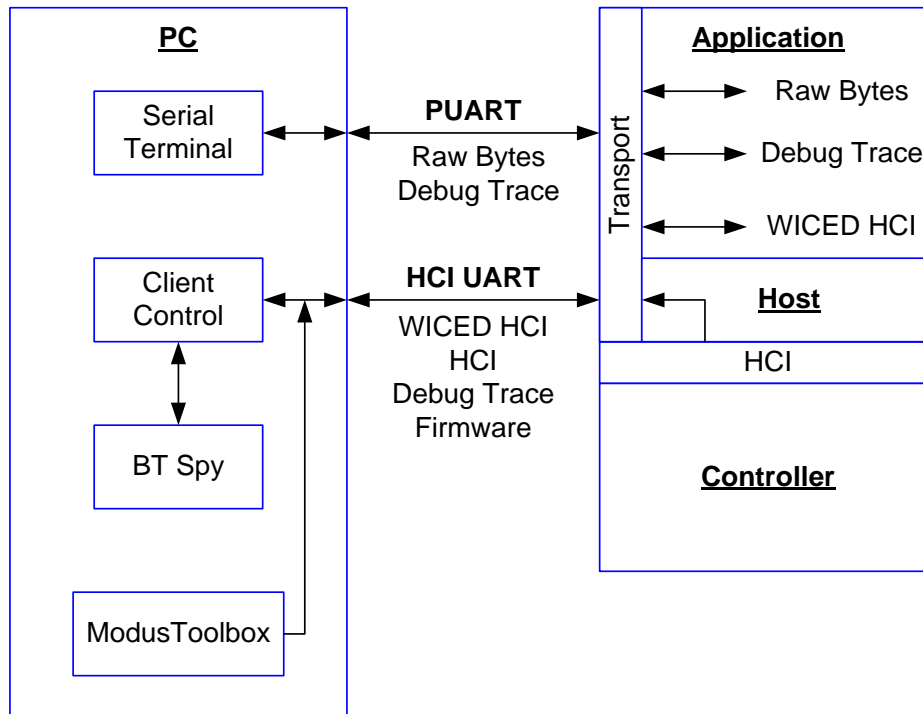 PC
Serial
Terminal
Client
Control
BT Spy
ModusToolbox
PUART
Raw Bytes
Debug Trace
HCI UART
WICED HCI
HCI
Debug Trace
Firmware
Transport
Application
Raw Bytes
Debug Trace
WICED HCI
Host
HCI
Controller